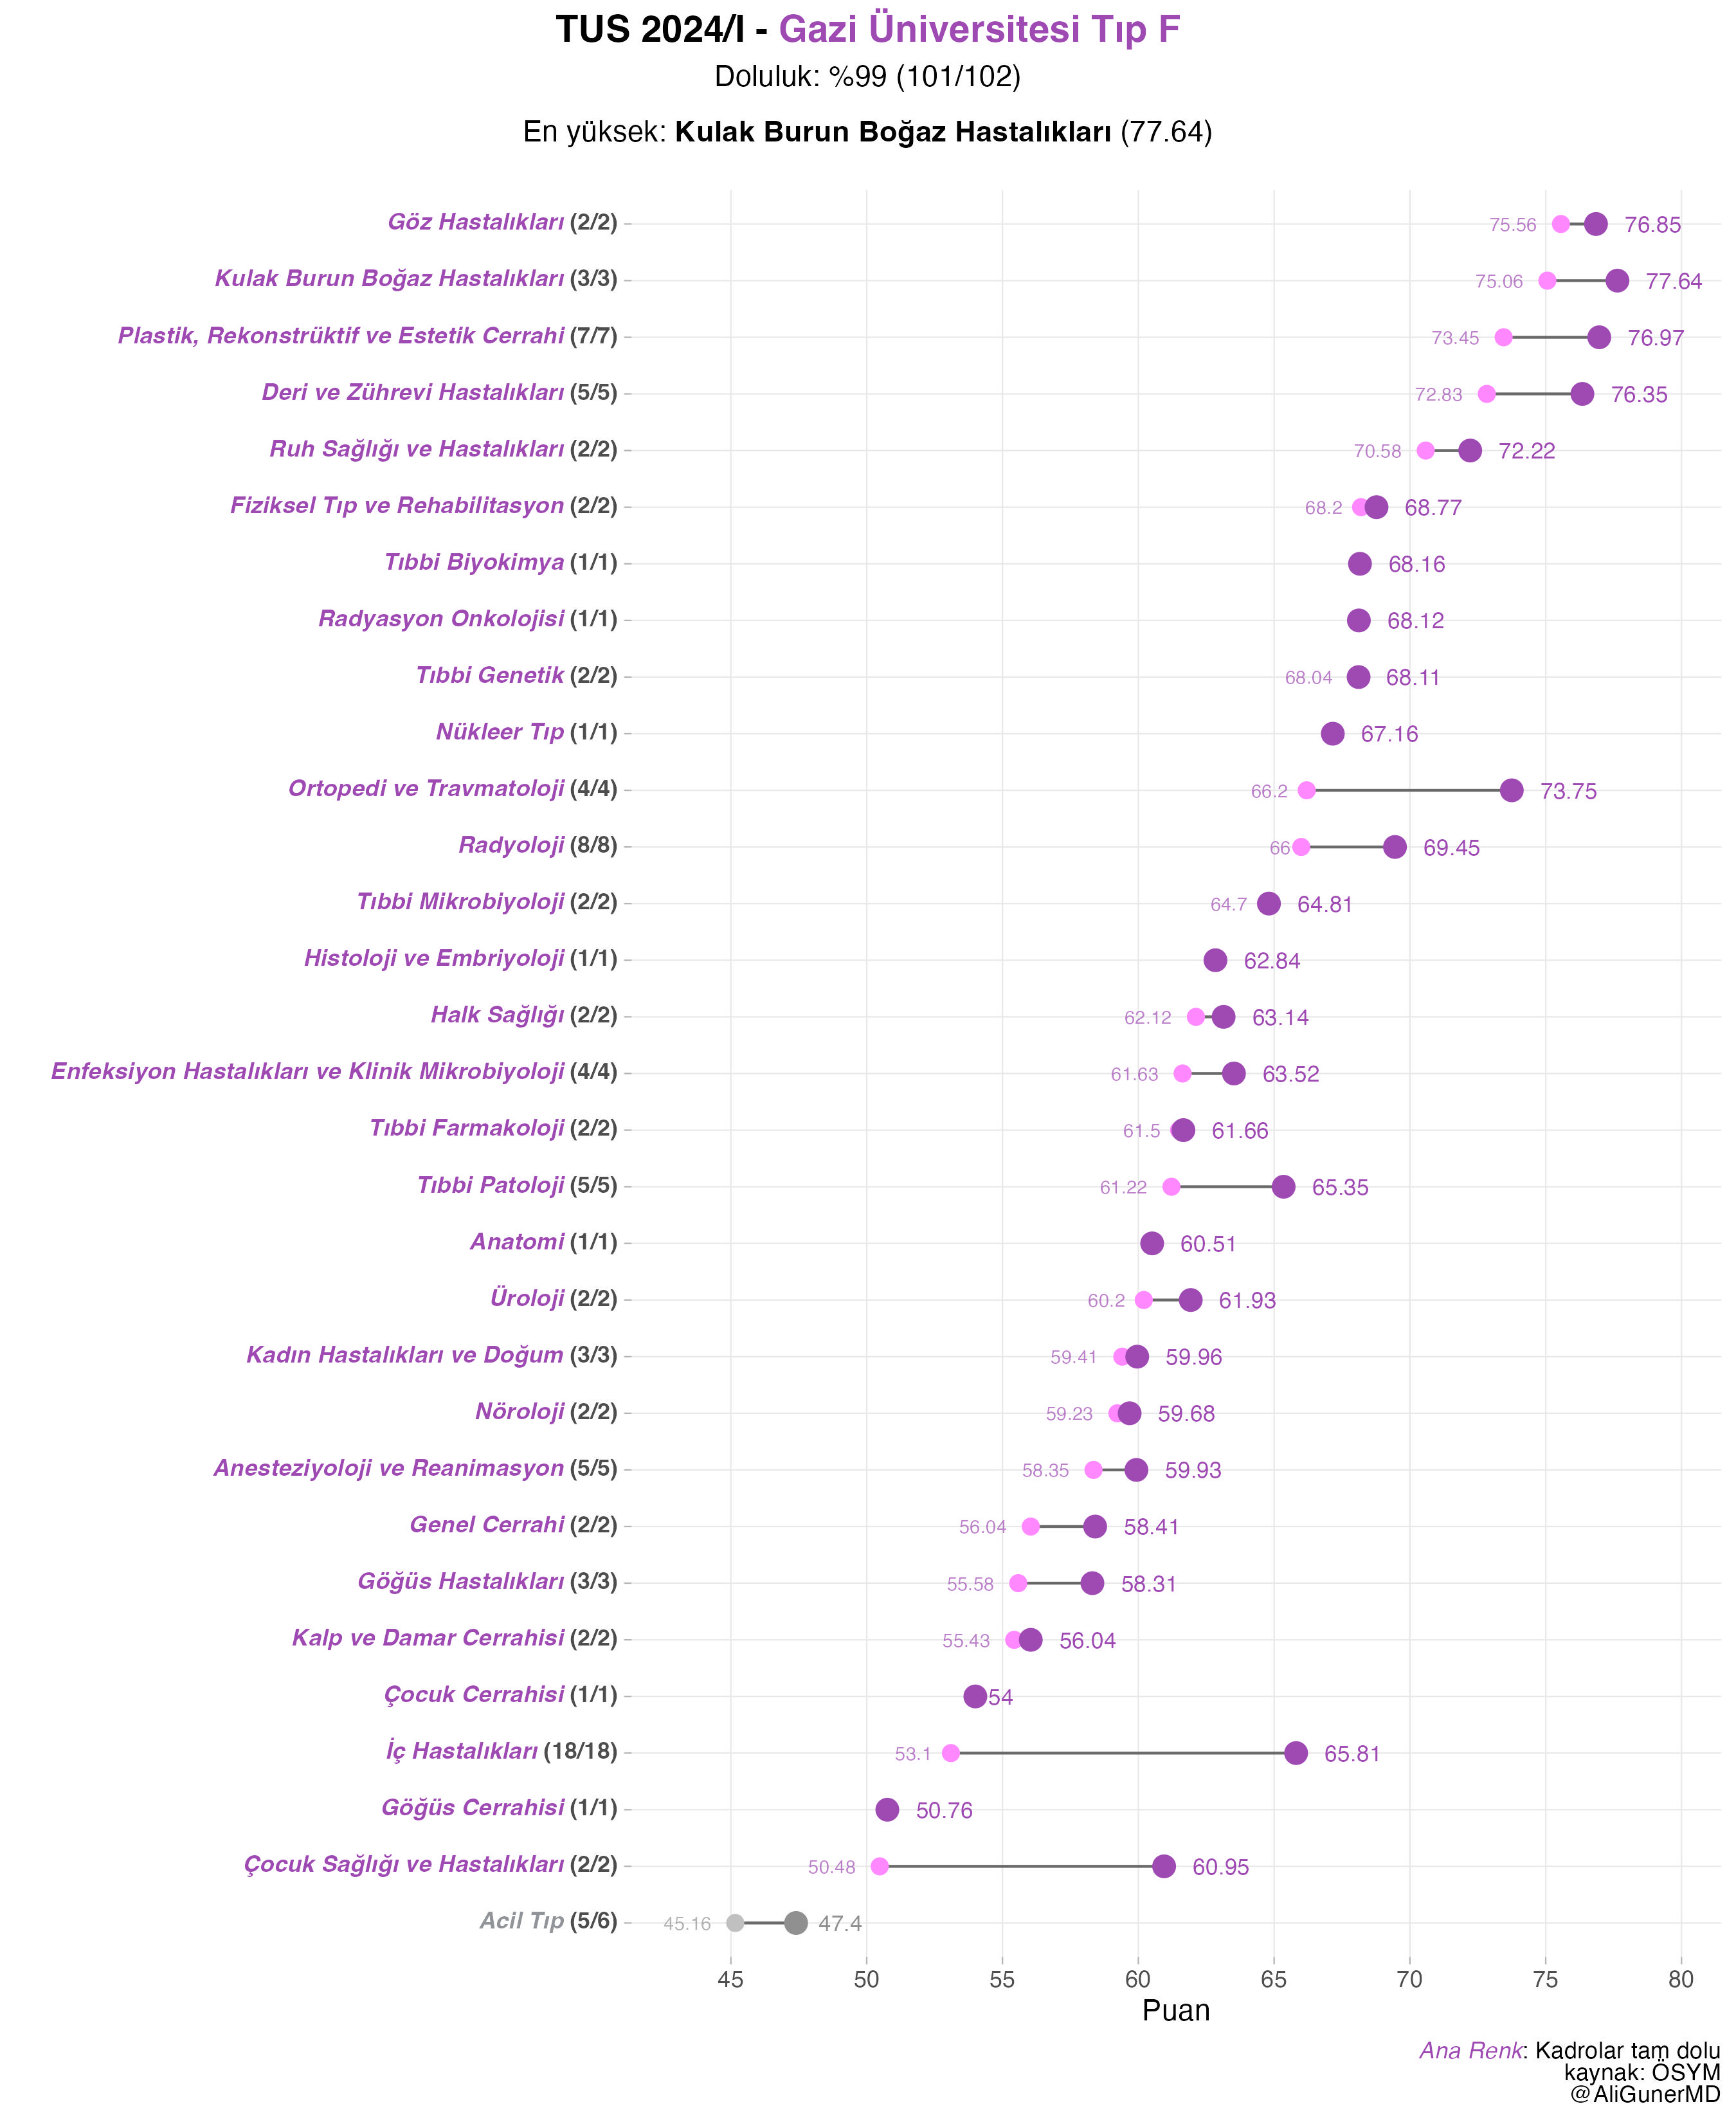 TUS 2024/I - Gazi Üniversitesi Tıp F
Doluluk: %99 (101/102)
En yüksek: Kulak Burun Boğaz Hastalıkları (77.64)
Göz Hastalıkları (2/2) 75.56 76.85
Kulak Burun Boğaz Hastalıkları (3/3) 75.06 77.64
Plastik, Rekonstrüktif ve Estetik Cerrahi (7/7) 73.45 76.97
Deri ve Zührevi Hastalıkları (5/5) 72.83 76.35
Ruh Sağlığı ve Hastalıkları (2/2) 70.58 72.22
Fiziksel Tıp ve Rehabilitasyon (2/2) 68.2 68.77
Tıbbi Biyokimya (1/1) 68.16
Radyasyon Onkolojisi (1/1) 68.12
Tıbbi Genetik (2/2) 68.04 68.11
Nükleer Tıp (1/1) 67.16
Ortopedi ve Travmatoloji (4/4) 66.2 73.75
Radyoloji (8/8) 66 69.45
Tıbbi Mikrobiyoloji (2/2) 64.7 64.81
Histoloji ve Embriyoloji (1/1) 62.84
Halk Sağlığı (2/2) 62.12 63.14
Enfeksiyon Hastalıkları ve Klinik Mikrobiyoloji (4/4) 61.63 63.52
Tıbbi Farmakoloji (2/2) 61.5 61.66
Tıbbi Patoloji (5/5) 61.22 65.35
Anatomi (1/1) 60.51
Üroloji (2/2) 60.2 61.93
Kadın Hastalıkları ve Doğum (3/3) 59.41 59.96
Nöroloji (2/2) 59.23 59.68
Anesteziyoloji ve Reanimasyon (5/5) 58.35 59.93
Genel Cerrahi (2/2) 56.04 58.41
Göğüs Hastalıkları (3/3) 55.58 58.31
Kalp ve Damar Cerrahisi (2/2) 55.43 56.04
Çocuk Cerrahisi (1/1) 54
İç Hastalıkları (18/18) 53.1 65.81
Göğüs Cerrahisi (1/1) 50.76
Çocuk Sağlığı ve Hastalıkları (2/2) 50.48 60.95
Acil Tıp (5/6) 45.16 47.4
45 50 55 60 65 70 75 80
Puan
Ana Renk: Kadrolar tam dolu
kaynak: ÖSYM
@AliGunerMD